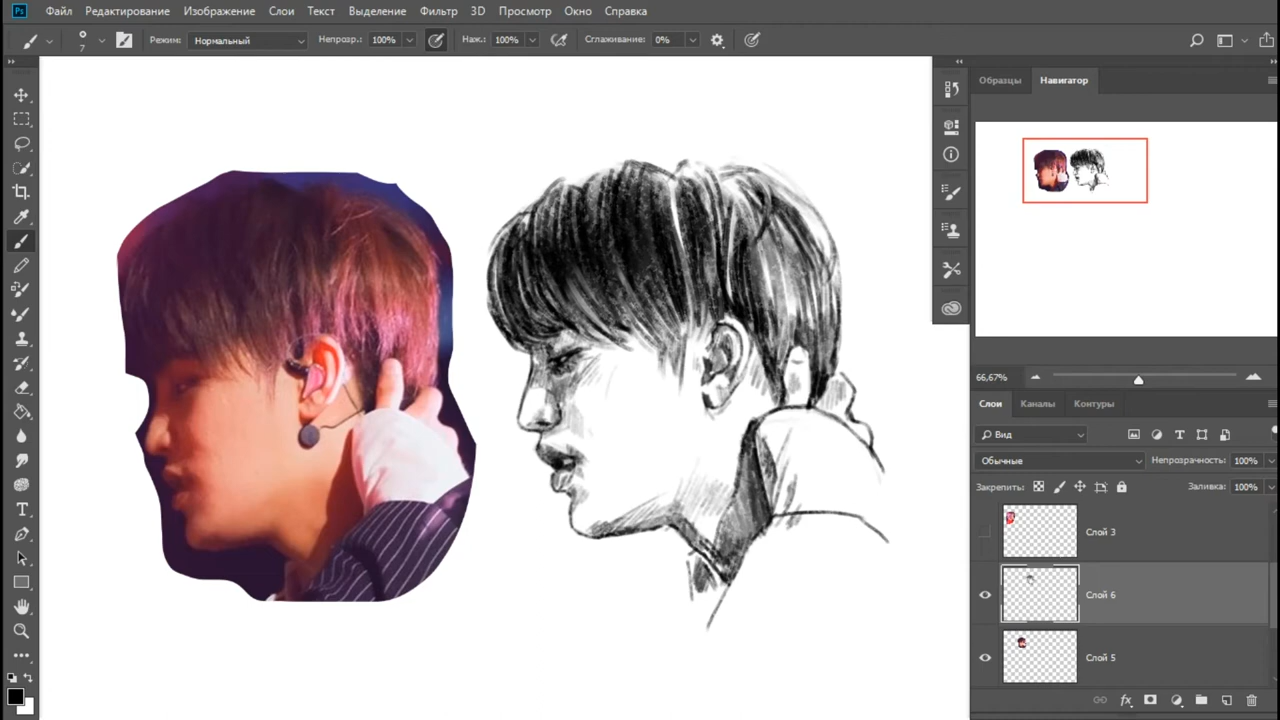 Ps Файл Редактирование Изображение Слои Текст Выделение Фильтр 3D Просмотр Окно Справка
7 Режим: Нормальный Непрозр.: 100% Наж.: 100% Сглаживание: 0%
Образцы Навигатор
66,67%
Слои Каналы Контуры
Вид
Обычные Непрозрачность: 100%
Закрепить: Заливка: 100%
Слой 3
Слой 6
Слой 5